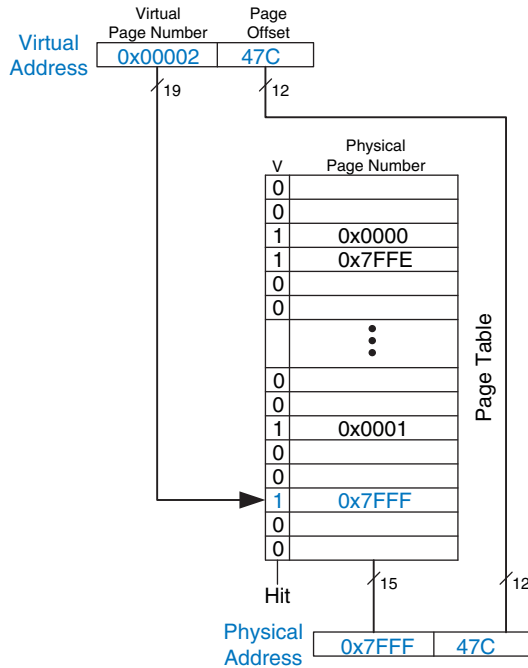 Virtual Page Number
Page Offset
Virtual Address
0x00002 47C
19 12
V
Physical Page Number
0
0
1 0x0000
1 0x7FFE
0
0
0
0
1 0x0001
0
0
1 0x7FFF
0
0
Page Table
Hit
15 12
Physical Address
0x7FFF 47C